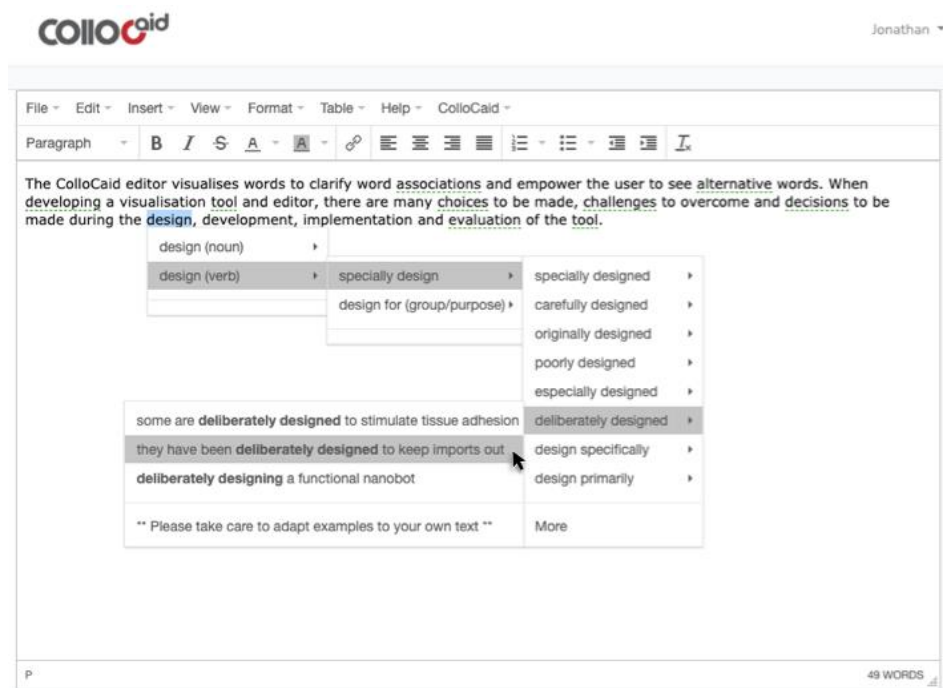 COllOCaid
Jonathan
File Edit Insert View Format Table Help ColloCaid
Paragraph B I S A A
The ColloCaid editor visualises words to clarify word associations and empower the user to see alternative words. When
developing a visualisation tool and editor, there are many choices to be made, challenges to overcome and decisions to be
made during the design, development, implementation and evaluation of the tool.
design (noun)
design (verb)
specially design
design for (group/purpose)
specially designed
carefully designed
originally designed
poorly designed
especially designed
deliberately designed
design specifically
design primarily
More
some are deliberately designed to stimulate tissue adhesion
they have been deliberately designed to keep imports out
deliberately designing a functional nanobot
** Please take care to adapt examples to your own text **
P
49 WORDS